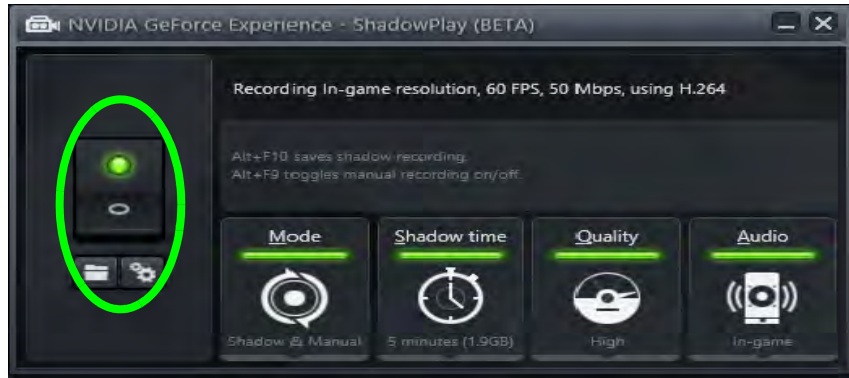 NVIDIA GeForce Experience - ShadowPlay (BETA)
Recording In-game resolution, 60 FPS, 50 Mbps, using H.264
Alt+F10 saves shadow recording.
Alt+F9 toggles manual recording on/off.
Mode
Shadow time
Quality
Audio
Shadow & Manual
5 minutes (1.9GB)
High
In-game